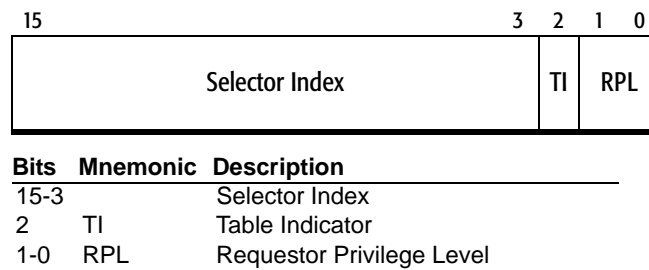 15 3 2 1 0
Selector Index TI RPL
Bits Mnemonic Description
15-3 Selector Index
2 TI Table Indicator
1-0 RPL Requestor Privilege Level